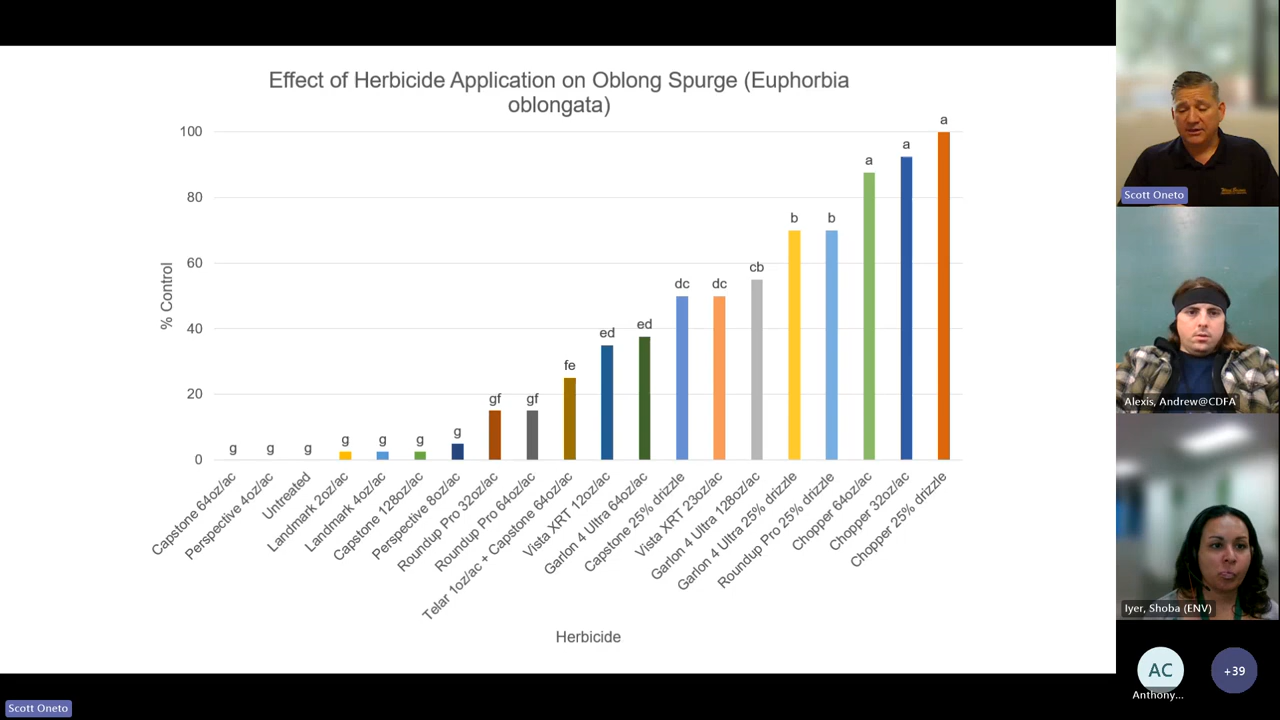 Effect of Herbicide Application on Oblong Spurge (Euphorbia
oblongata)
% Control
100
80
60
40
20
0
g
g
g
g
g
g
g
gf
gf
fe
ed
ed
dc
dc
cb
b
b
a
a
a
Capstone 64oz/ac
Perspective 4oz/ac
Untreated
Landmark 2oz/ac
Landmark 4oz/ac
Capstone 128oz/ac
Perspective 8oz/ac
Roundup Pro 32oz/ac
Roundup Pro 64oz/ac
Telar 1oz/ac + Capstone 64oz/ac
Vista XRT 12oz/ac
Garlon 4 Ultra 64oz/ac
Capstone 25% drizzle
Vista XRT 23oz/ac
Garlon 4 Ultra 128oz/ac
Garlon 4 Ultra 25% drizzle
Roundup Pro 25% drizzle
Chopper 64oz/ac
Chopper 32oz/ac
Chopper 25% drizzle
Herbicide
Scott Oneto
Alexis, Andrew@CDFA
Iyer, Shoba (ENV)
AC
Anthony...
+39
Scott Oneto